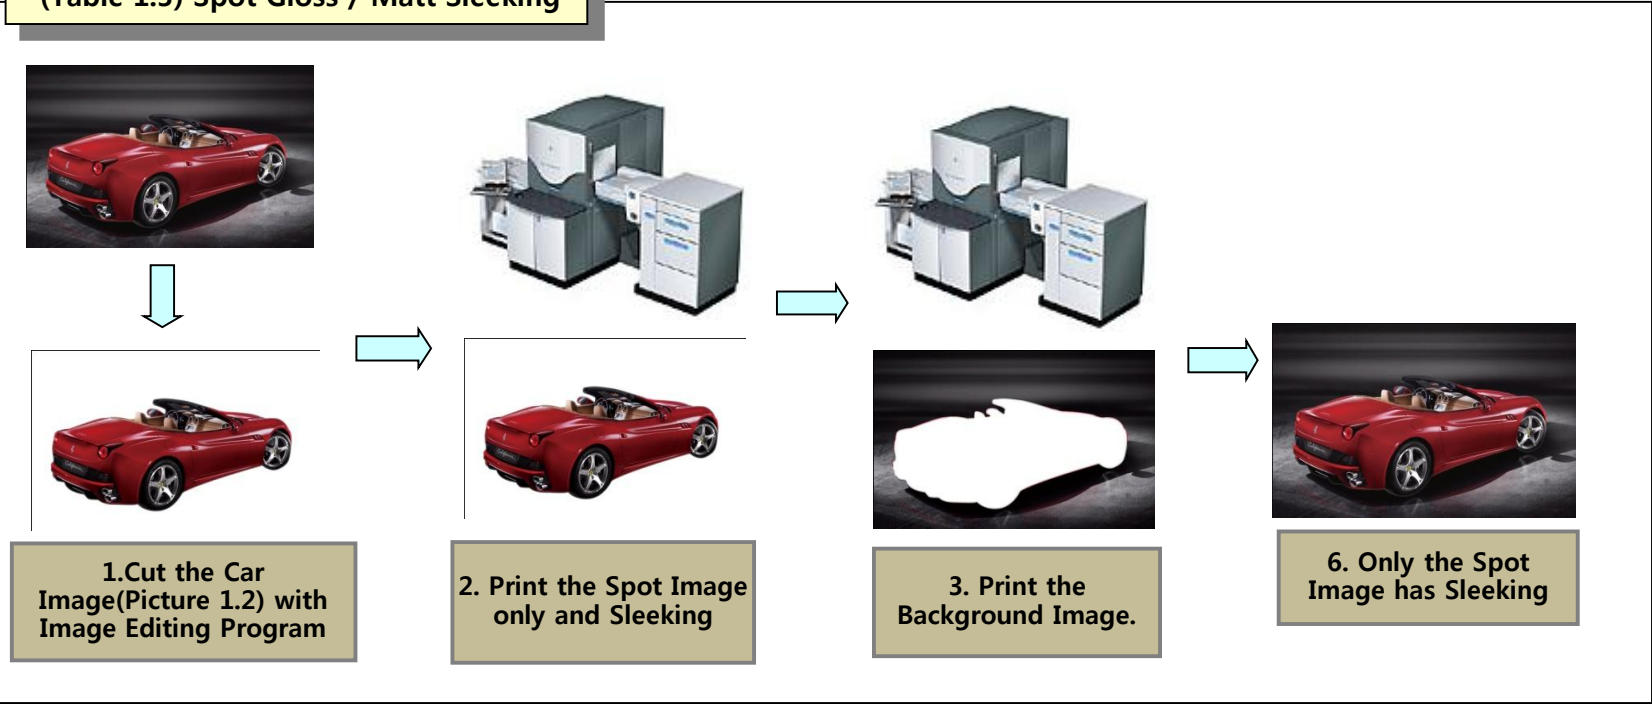 (Table 1.5) Spot Gloss / Matt Sleeking
1.Cut the Car
Image(Picture 1.2) with
Image Editing Program
2. Print the Spot Image
only and Sleeking
3. Print the
Background Image.
6. Only the Spot
Image has Sleeking